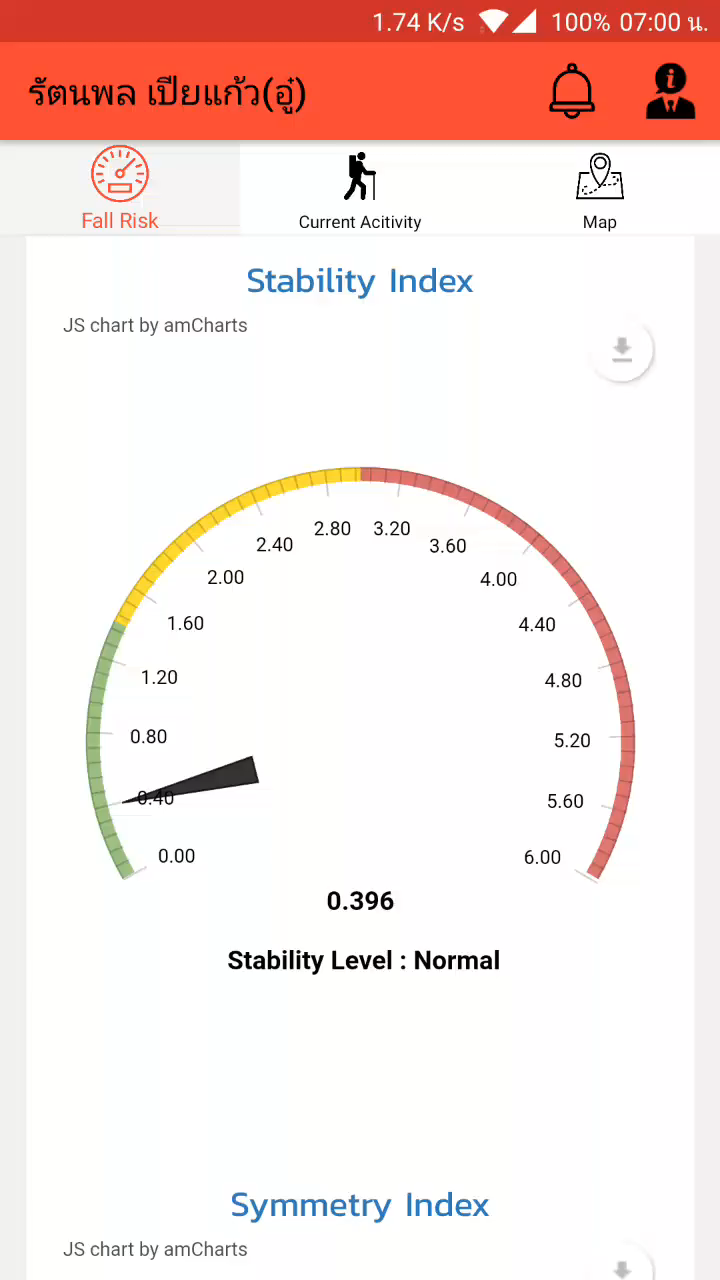 1.74 K/s 100% 07:00 น.
รัตนพล เปียแก้ว(อู๋)
Fall Risk
Current Acitivity
Map
Stability Index
JS chart by amCharts
2.80 3.20
2.40 3.60
2.00 4.00
1.60 4.40
1.20 4.80
0.80 5.20
0.40 5.60
0.00 6.00
0.396
Stability Level : Normal
Symmetry Index
JS chart by amCharts